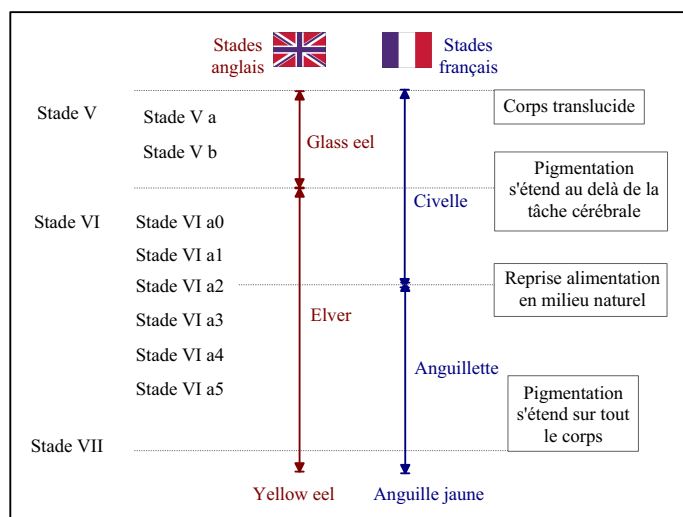 Stades
anglais
Stades
français
Stade V
Stade V a
Stade V b
Glass eel
Corps translucide
Pigmentation
s'étend au delà de la
tâche cérébrale
Civelle
Stade VI
Stade VI a0
Stade VI a1
Stade VI a2
Stade VI a3
Stade VI a4
Stade VI a5
Elver
Reprise alimentation
en milieu naturel
Anguillette
Pigmentation
s'étend sur tout
le corps
Stade VII
Yellow eel
Anguille jaune